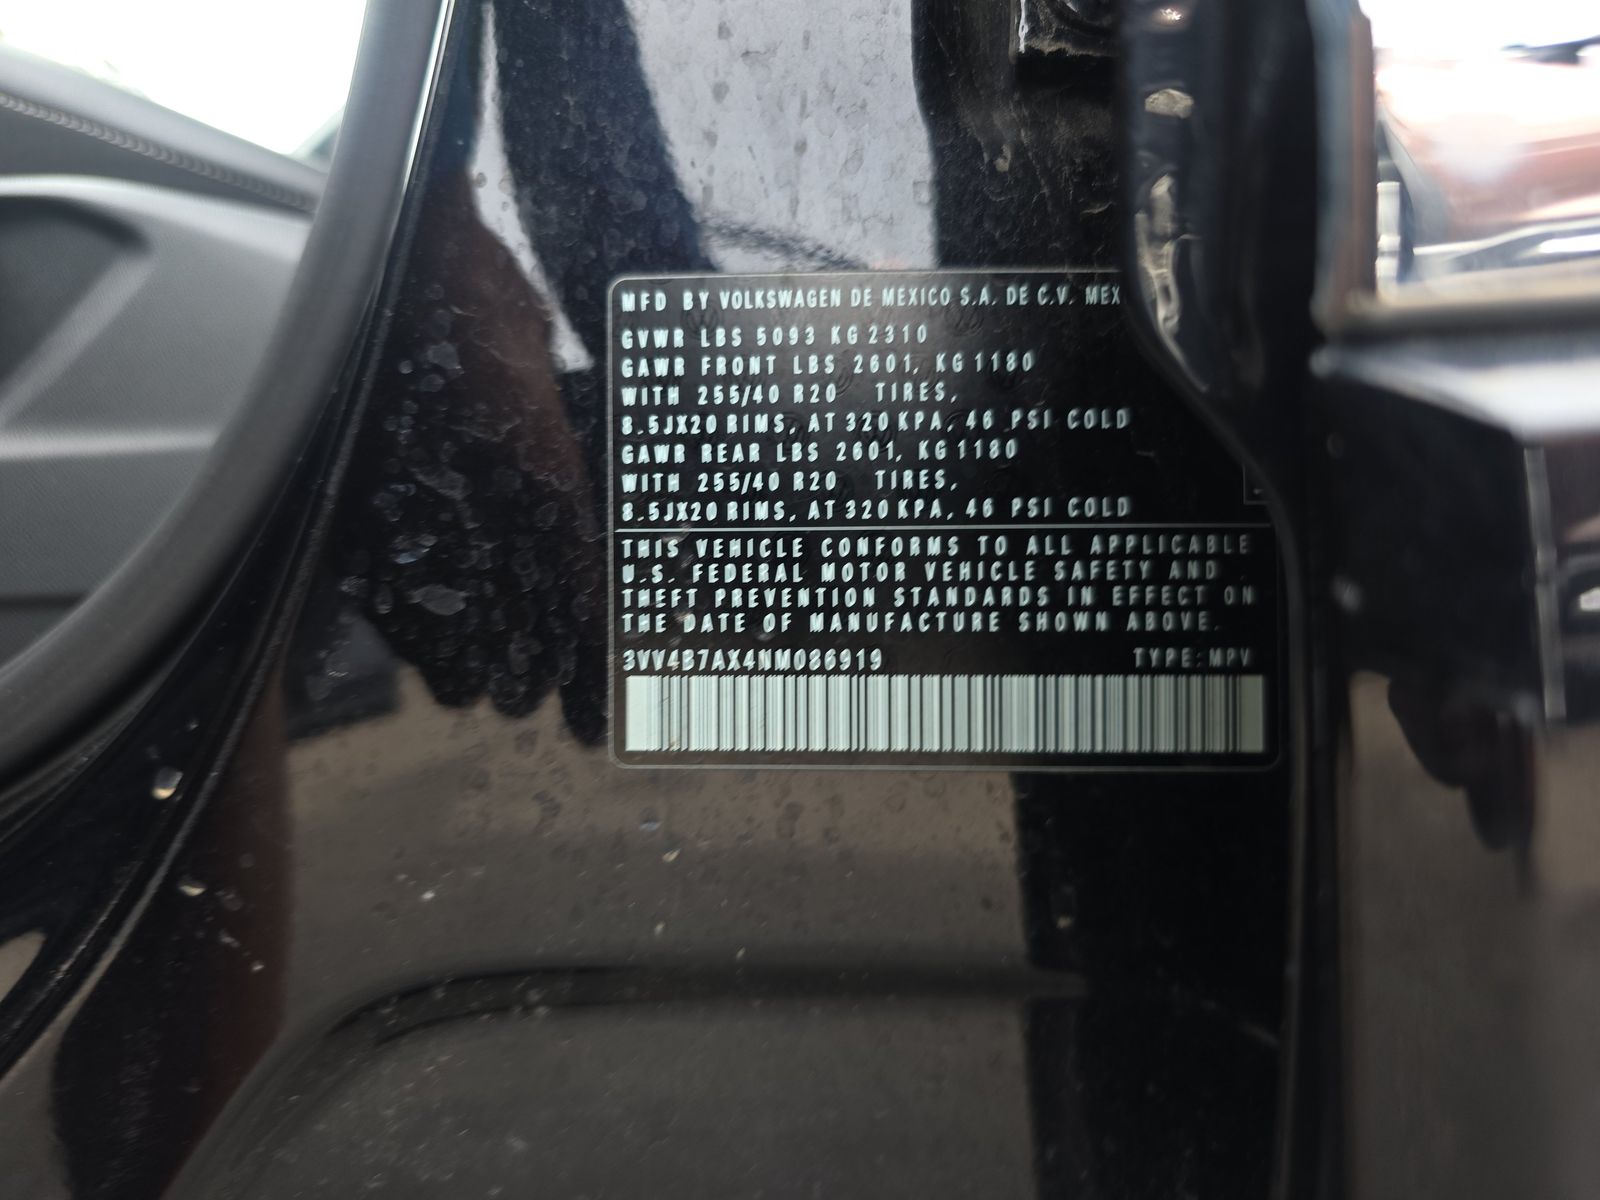 MFD BY VOLKSWAGEN DE MEXICO S.A. DE C.V. MEX
GVWR LBS 5093 KG 2310
GAWR FRONT LBS 2601, KG 1180
WITH 255/40 R20 TIRES,
8.5JX20 RIMS, AT 320 KPA, 46 PSI COLD
GAWR REAR LBS 2601, KG 1180
WITH 255/40 R20 TIRES,
8.5JX20 RIMS, AT 320 KPA, 46 PSI COLD
THIS VEHICLE CONFORMS TO ALL APPLICABLE
U.S. FEDERAL MOTOR VEHICLE SAFETY AND
THEFT PREVENTION STANDARDS IN EFFECT ON
THE DATE OF MANUFACTURE SHOWN ABOVE.
3VV4B7AX4NM086919 TYPE: MPV